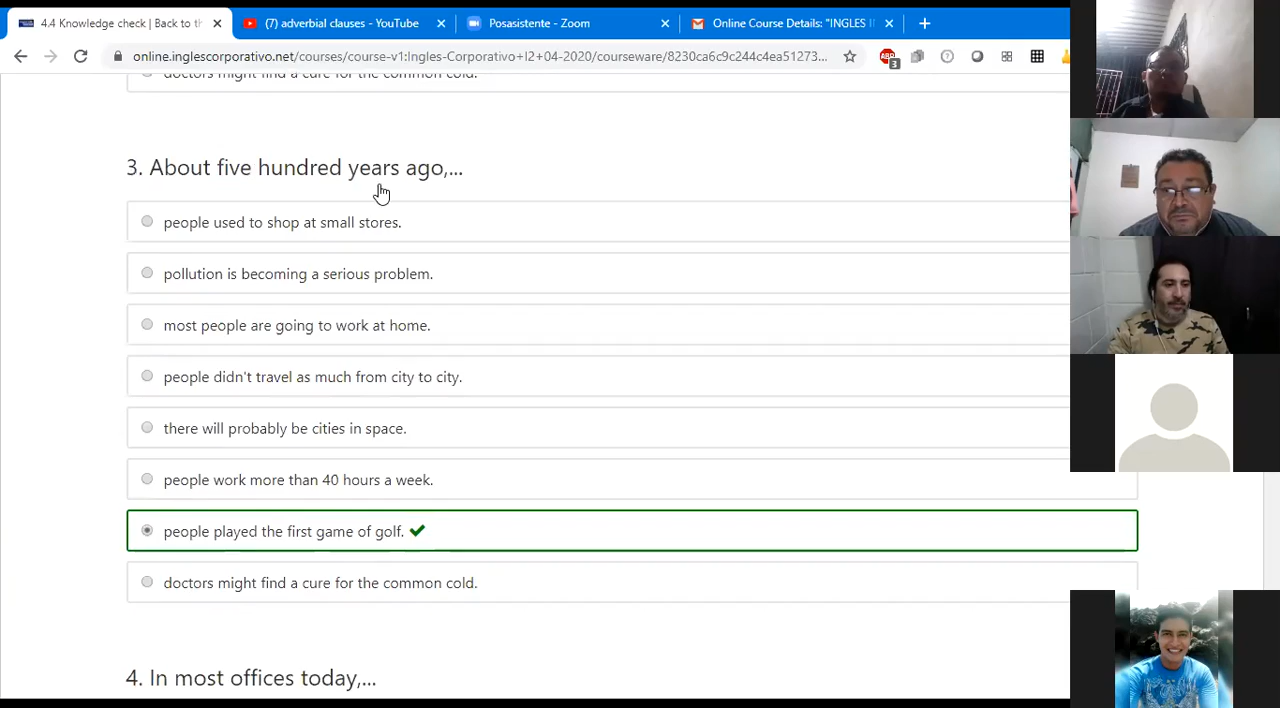 4.4 Knowledge check | Back to th
(7) adverbial clauses - YouTube
Posasistente - Zoom
Online Course Details: "INGLES I
online.inglescorporativo.net/courses/course-v1:Ingles-Corporativo+I2+04-2020/courseware/8230ca6c9c244c4ea51273...
3
doctors might find a cure for the common cold.
3. About five hundred years ago,...
people used to shop at small stores.
pollution is becoming a serious problem.
most people are going to work at home.
people didn't travel as much from city to city.
there will probably be cities in space.
people work more than 40 hours a week.
people played the first game of golf.
doctors might find a cure for the common cold.
4. In most offices today,...